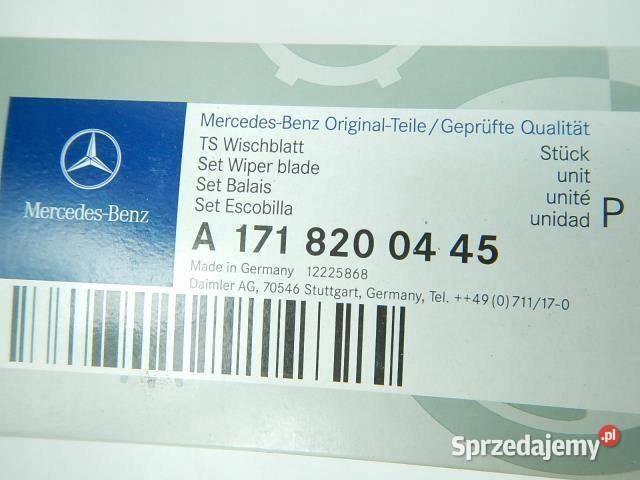 Mercedes-Benz Original-Teile/Geprüfte Qualität
TS Wischblatt Stück
Set Wiper blade unit
Set Balais unité
Set Escobilla unidad P
Mercedes-Benz
A 171 820 04 45
Made in Germany 12225868
Daimler AG, 70546 Stuttgart, Germany, Tel. ++49(0)711/17-0
Sprzedajemy.pl